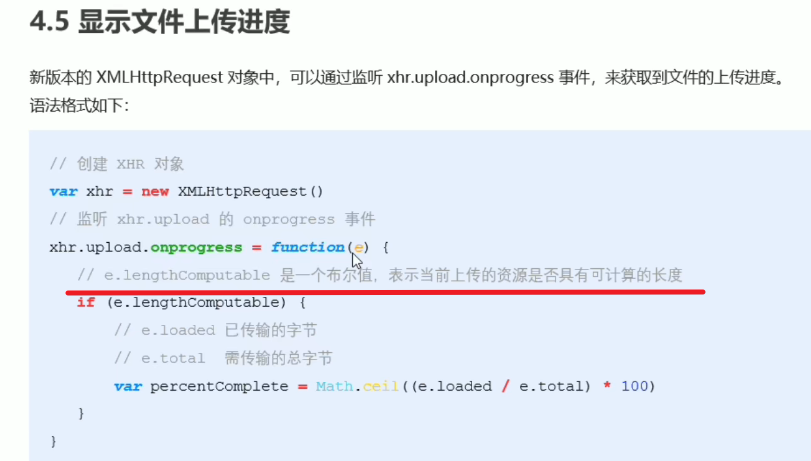 4.5 显示文件上传进度
新版本的 XMLHttpRequest 对象中，可以通过监听 xhr.upload.onprogress 事件，来获取到文件的上传进度。
语法格式如下：
// 创建 XHR 对象
var xhr = new XMLHttpRequest()
// 监听 xhr.upload 的 onprogress 事件
xhr.upload.onprogress = function(e) {
// e.lengthComputable 是一个布尔值，表示当前上传的资源是否具有可计算的长度
if (e.lengthComputable) {
// e.loaded 已传输的字节
// e.total  需传输的总字节
var percentComplete = Math.ceil((e.loaded / e.total) * 100)
}
}